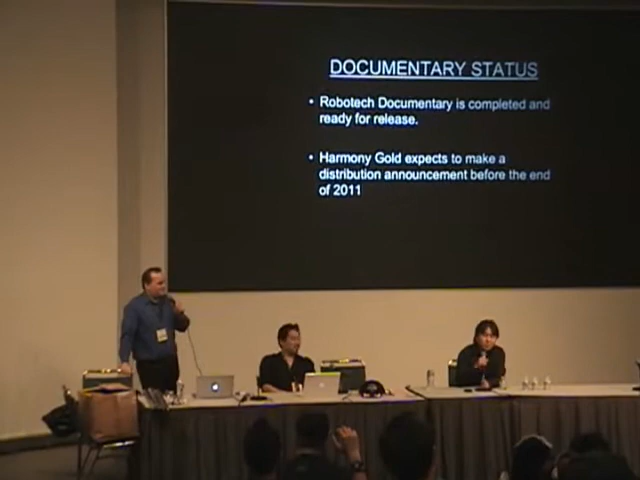 DOCUMENTARY STATUS
• Robotech Documentary is completed and
ready for release.
• Harmony Gold expects to make a
distribution announcement before the end
of 2011